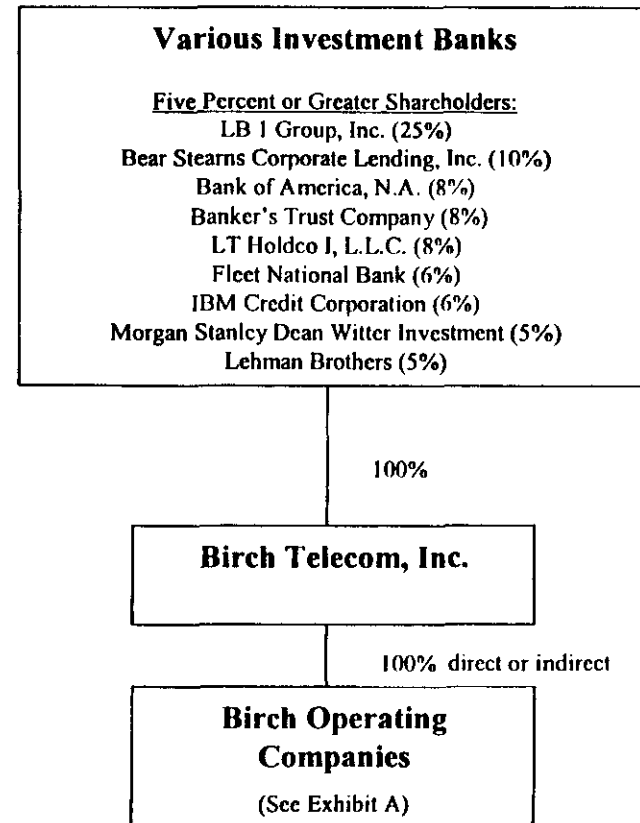 Various Investment Banks
Five Percent or Greater Shareholders:
LB I Group, Inc. (25%)
Bear Stearns Corporate Lending, Inc. (10%)
Bank of America, N.A. (8%)
Banker's Trust Company (8%)
LT Holdco I, L.L.C. (8%)
Fleet National Bank (6%)
IBM Credit Corporation (6%)
Morgan Stanley Dean Witter Investment (5%)
Lehman Brothers (5%)
100%
Birch Telecom, Inc.
100% direct or indirect
Birch Operating
Companies
(See Exhibit A)